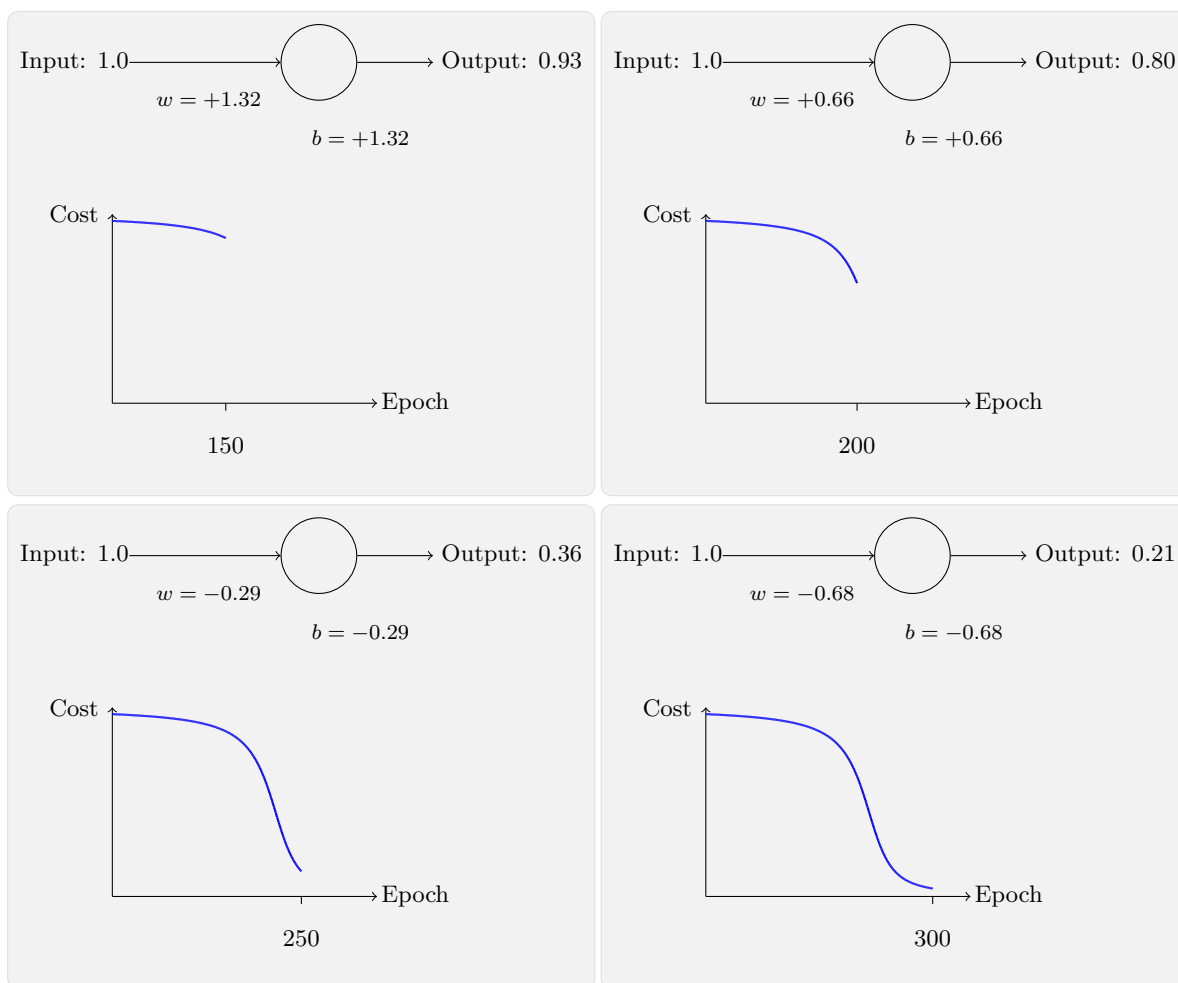 Input: 1.0
Output: 0.93
w = +1.32
b = +1.32
Cost
Epoch
150
Input: 1.0
Output: 0.80
w = +0.66
b = +0.66
Cost
Epoch
200
Input: 1.0
Output: 0.36
w = −0.29
b = −0.29
Cost
Epoch
250
Input: 1.0
Output: 0.21
w = −0.68
b = −0.68
Cost
Epoch
300